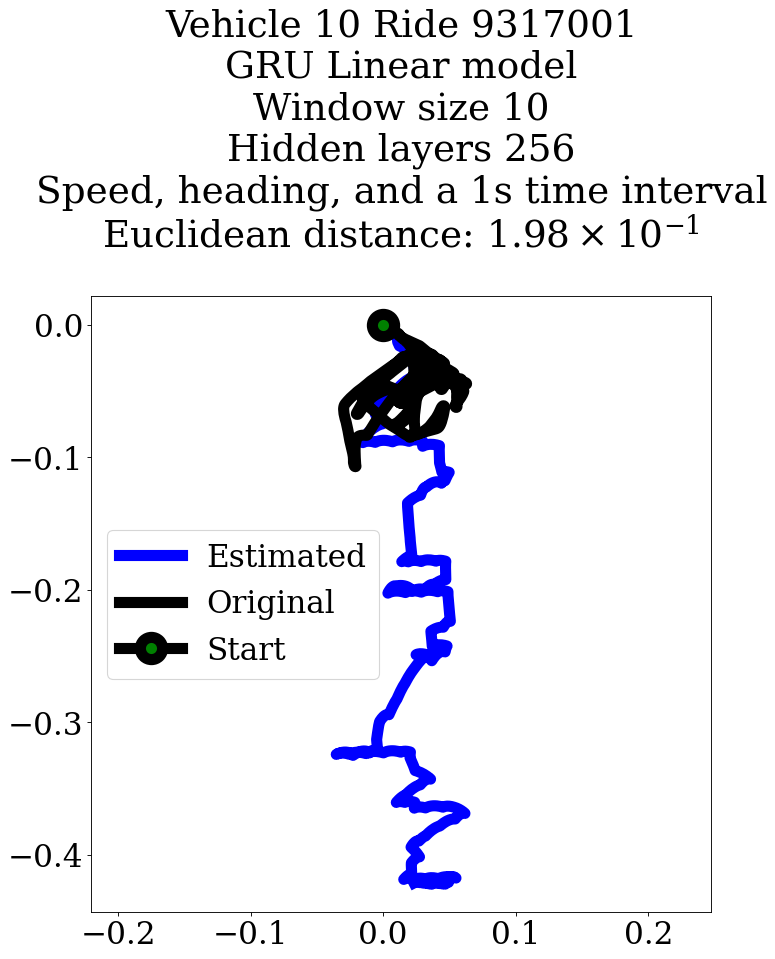 Vehicle 10 Ride 9317001
GRU Linear model
Window size 10
Hidden layers 256
Speed, heading, and a 1s time interval
Euclidean distance: 1.98 × 10⁻¹
0.0
−0.1
−0.2
−0.3
−0.4
Estimated
Original
Start
−0.2 −0.1 0.0 0.1 0.2